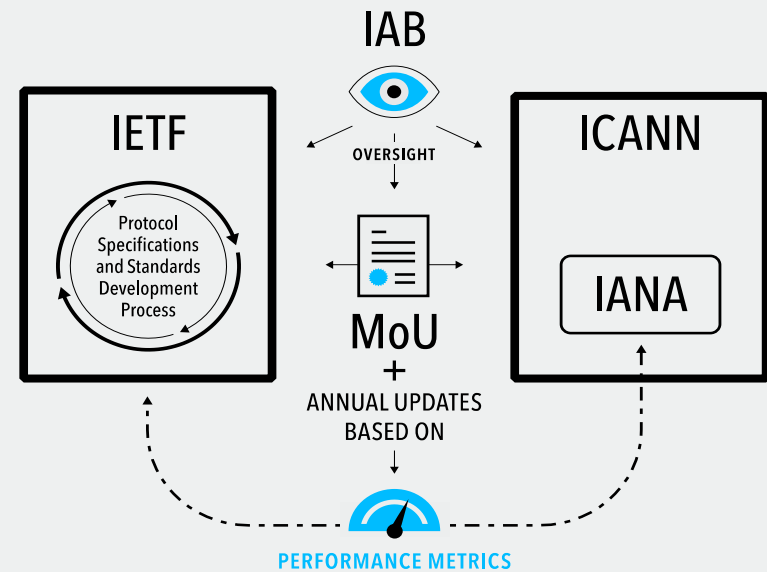 IAB
OVERSIGHT
IETF
Protocol
Specifications
and Standards
Development
Process
MoU
+
ANNUAL UPDATES
BASED ON
PERFORMANCE METRICS
ICANN
IANA